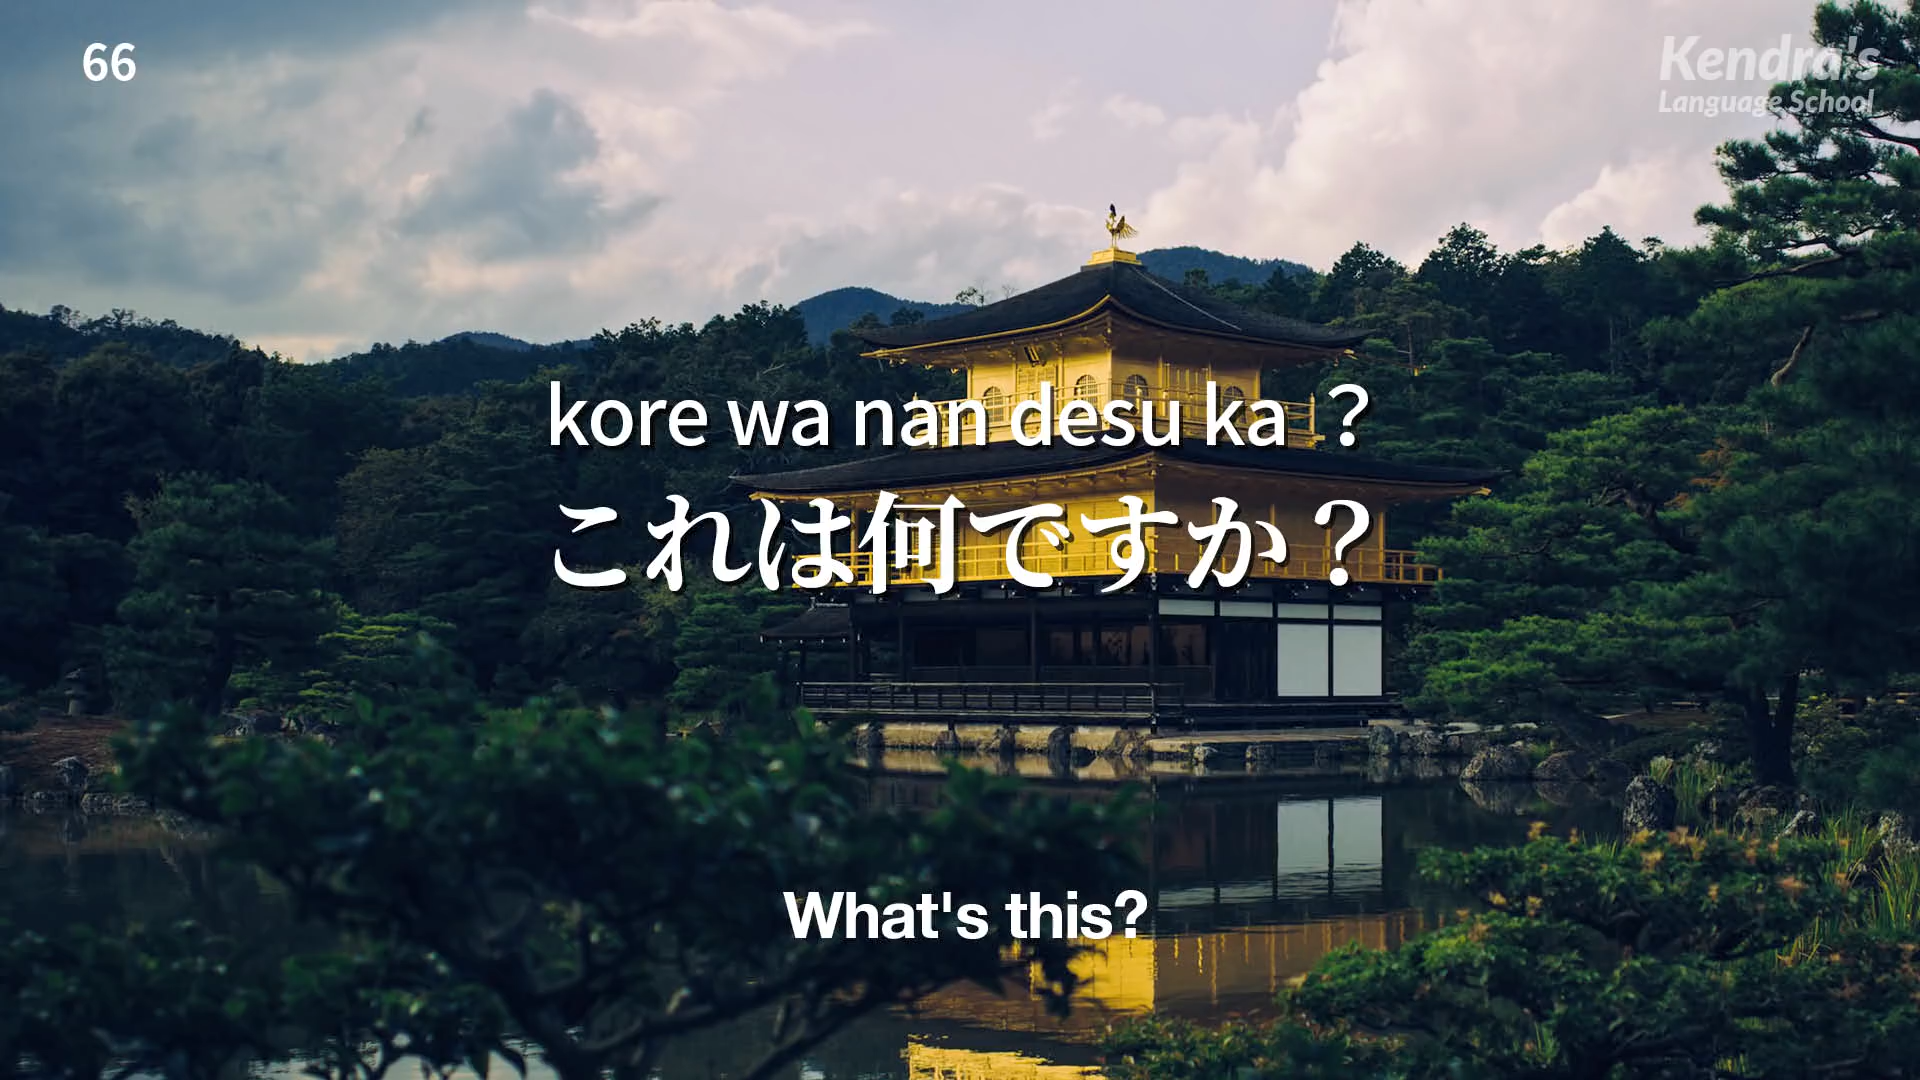 66
Kendra's
Language School
kore wa nan desu ka ？
これは何ですか？
What's this?